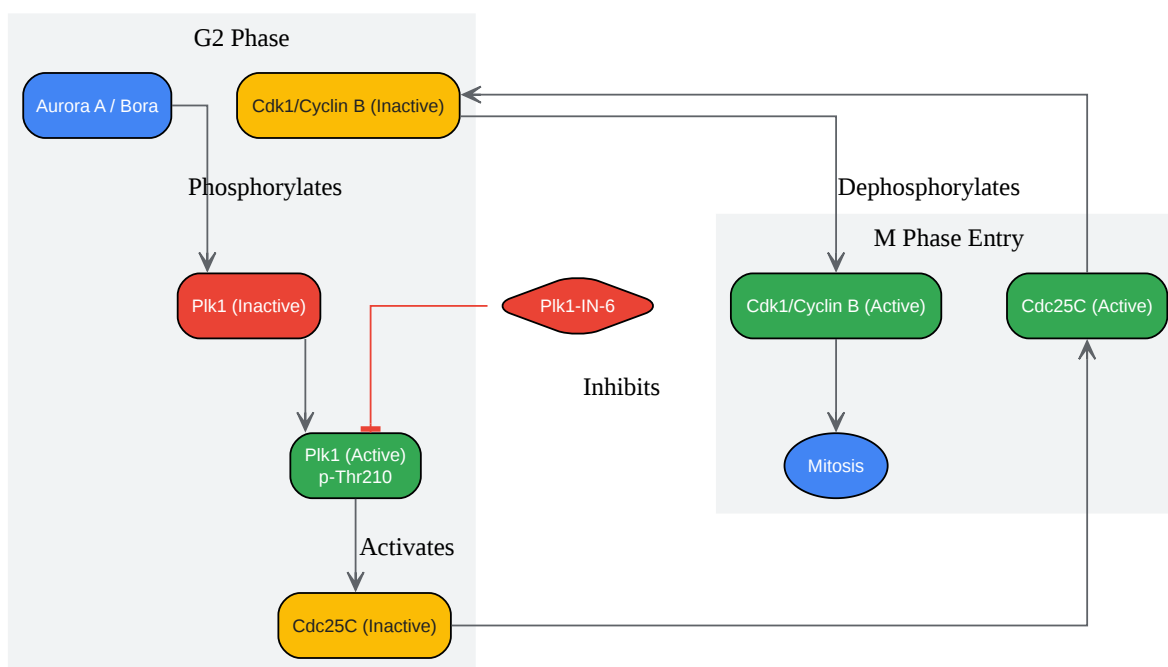 G2 Phase
Aurora A / Bora
Cdk1/Cyclin B (Inactive)
Phosphorylates
Dephosphorylates
M Phase Entry
Plk1 (Inactive)
Plk1-IN-6
Cdk1/Cyclin B (Active)
Cdc25C (Active)
Inhibits
Plk1 (Active)
p-Thr210
Mitosis
Activates
Cdc25C (Inactive)